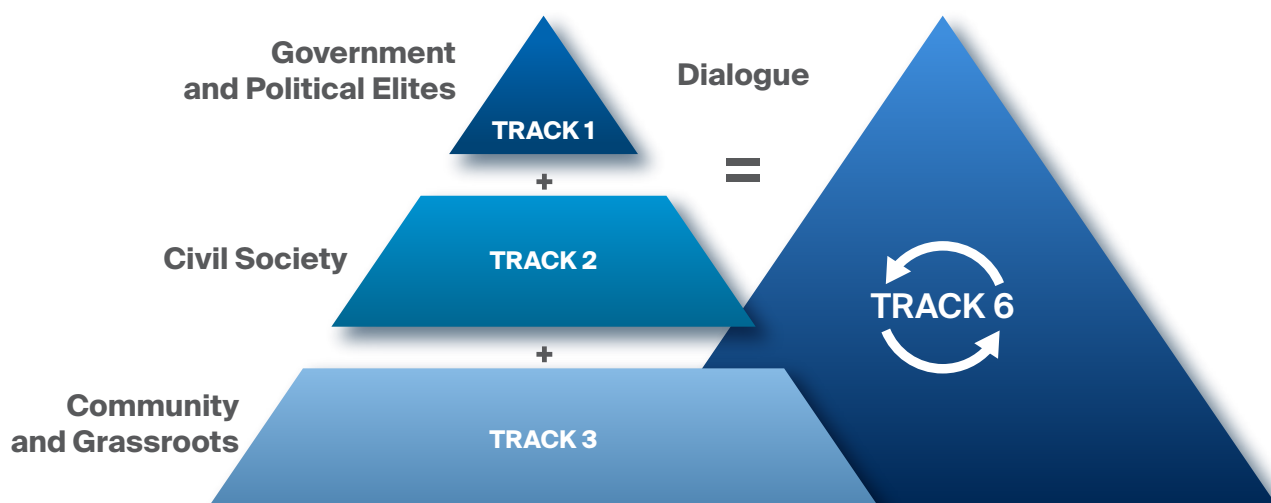 Government
and Political Elites
TRACK 1
Dialogue
+
=
Civil Society
TRACK 2
TRACK 6
+
Community
and Grassroots
TRACK 3